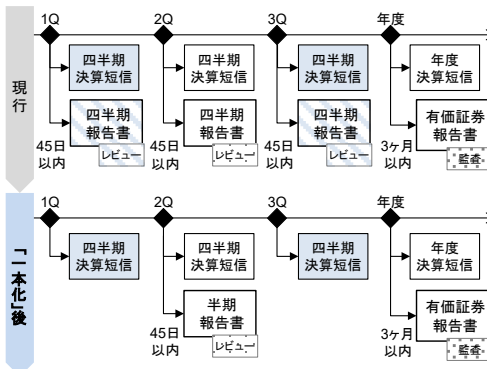 現行
1Q
2Q
3Q
年度
四半期
決算短信
四半期
決算短信
四半期
決算短信
年度
決算短信
四半期
報告書
レビュー
45日
以内
四半期
報告書
レビュー
45日
以内
四半期
報告書
レビュー
45日
以内
有価証券
報告書
監査
3ヶ月以内
「一本化」後
1Q
2Q
3Q
年度
四半期
決算短信
四半期
決算短信
四半期
決算短信
年度
決算短信
半期
報告書
レビュー
45日
以内
有価証券
報告書
監査
3ヶ月以内